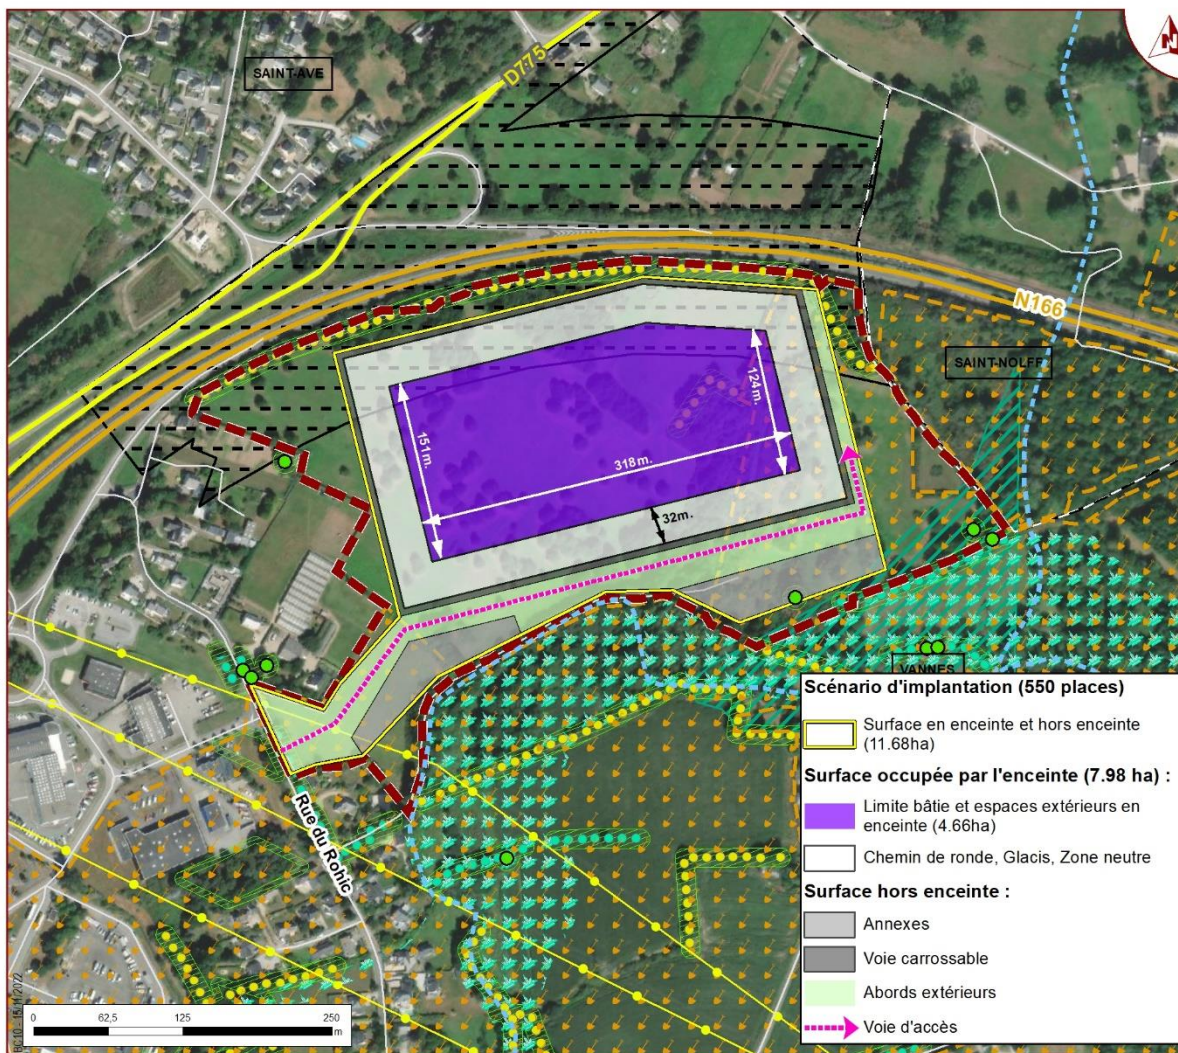 SAINT-AVE
D775
N
N166
SAINT-NOLFF
151m.
124m.
318m.
32m.
VANNES
Rue du Rohic
Scénario d'implantation (550 places)
Surface en enceinte et hors enceinte
(11.68ha)
Surface occupée par l'enceinte (7.98 ha) :
Limite bâtie et espaces extérieurs en
enceinte (4.66ha)
Chemin de ronde, Glacis, Zone neutre
Surface hors enceinte :
Annexes
Voie carrossable
Abords extérieurs
Voie d'accès
0 62,5 125 250
m